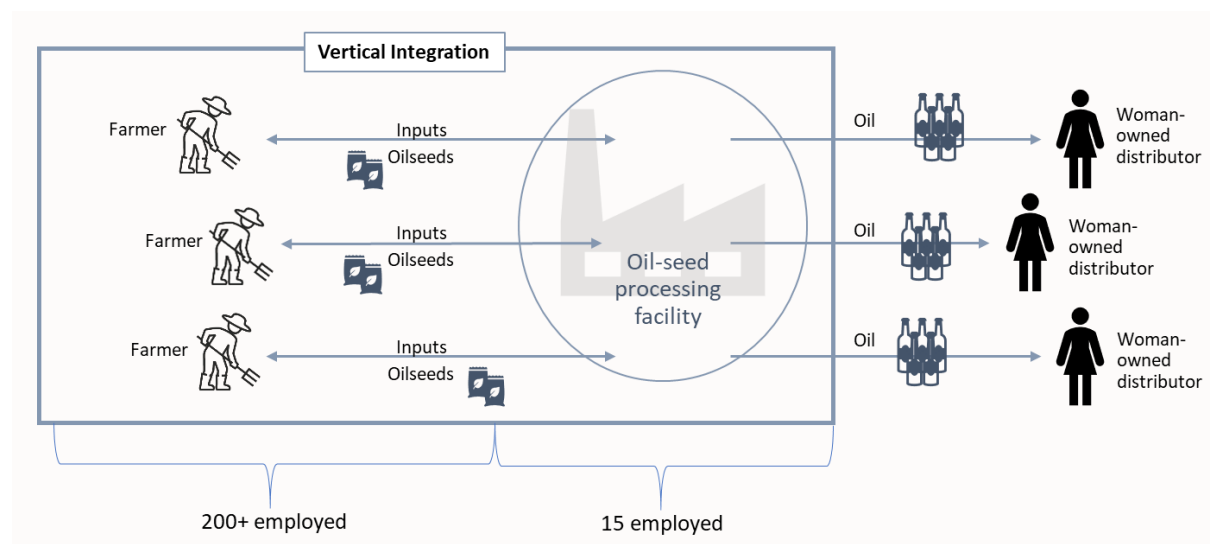 Vertical Integration
Farmer
Inputs
Oilseeds
Oil
Woman-
owned
distributor
Farmer
Inputs
Oilseeds
Oil
Woman-
owned
distributor
Oil-seed
processing
facility
Farmer
Inputs
Oilseeds
Oil
Woman-
owned
distributor
200+ employed
15 employed